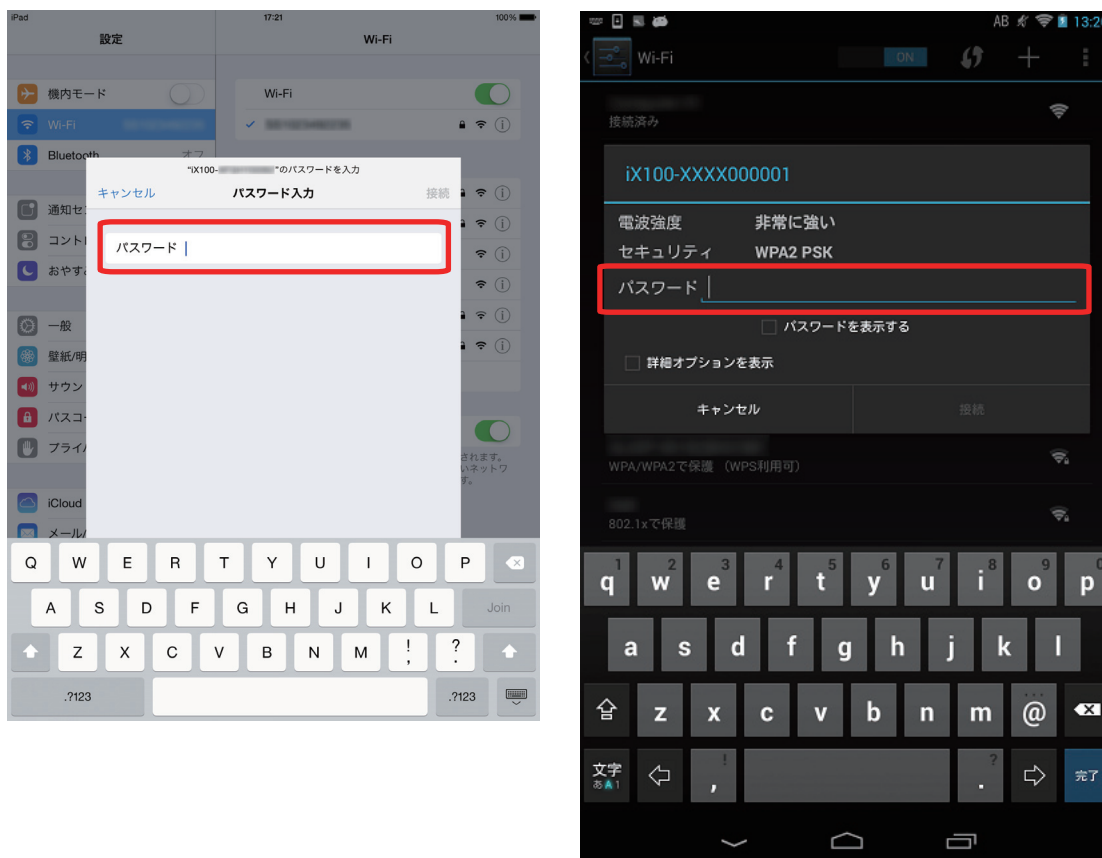 iPad 17:21 100%
設定 Wi-Fi
機内モード
Wi-Fi
Bluetooth オフ
通知セ
コント
おやす
一般
壁紙/明
サウン
パスコ
プライ
iCloud
メール/
Wi-Fi
"iX100- "のパスワードを入力
キャンセル パスワード入力 接続
パスワード
されます。
いネットワ
す。
Q W E R T Y U I O P
A S D F G H J K L Join
Z X C V B N M ! , ? .
.?123 .?123
AB 13:20
Wi-Fi ON
接続済み
iX100-XXXX000001
電波強度 非常に強い
セキュリティ WPA2 PSK
パスワード
パスワードを表示する
詳細オプションを表示
キャンセル 接続
WPA/WPA2で保護 (WPS利用可)
802.1xで保護
1 2 3 4 5 6 7 8 9 0
q w e r t y u i o p
a s d f g h j k l
z x c v b n m @
文字 ! ?
あA1 , . 完了